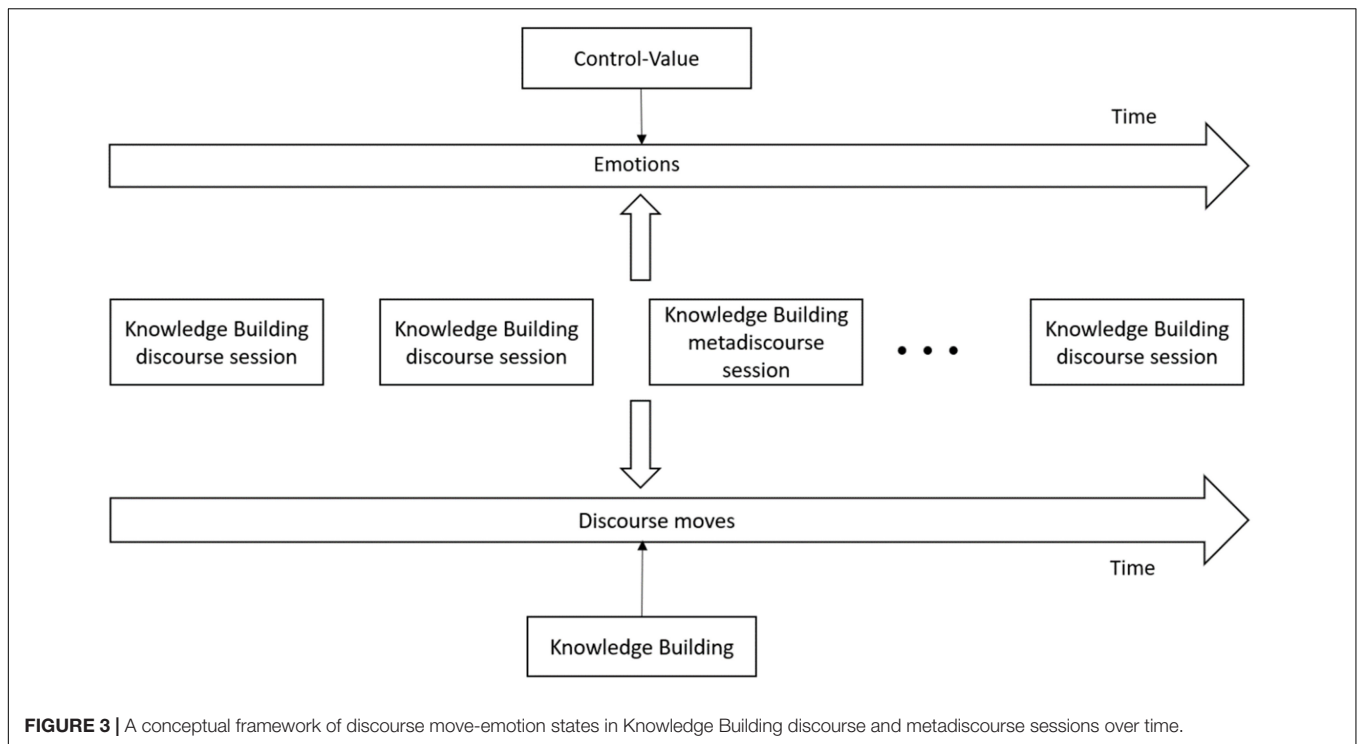 Control-Value
Time
Emotions
Knowledge Building
discourse session
Knowledge Building
discourse session
Knowledge Building
metadiscourse
session
• • •
Knowledge Building
discourse session
Discourse moves
Time
Knowledge Building
FIGURE 3 | A conceptual framework of discourse move-emotion states in Knowledge Building discourse and metadiscourse sessions over time.